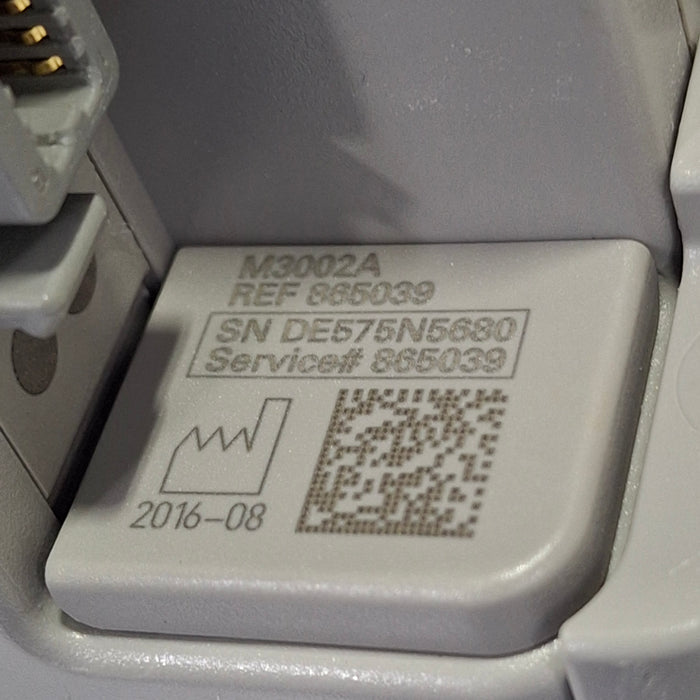 M3002A
REF 865039
SN DE575N5680
Service# 865039
2016-08